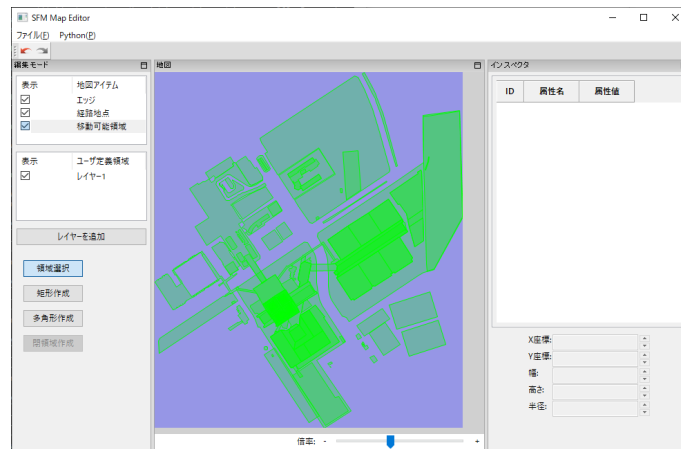 SFM Map Editor
ファイル(F) Python(P)
編集モード
表示 地図アイテム
エッジ
経路地点
移動可能領域
表示 ユーザ定義領域
レイヤー1
レイヤーを追加
領域選択
矩形作成
多角形作成
閉領域作成
地図
倍率: - +
インスペクタ
ID 属性名 属性値
X座標:
Y座標:
幅:
高さ:
半径: